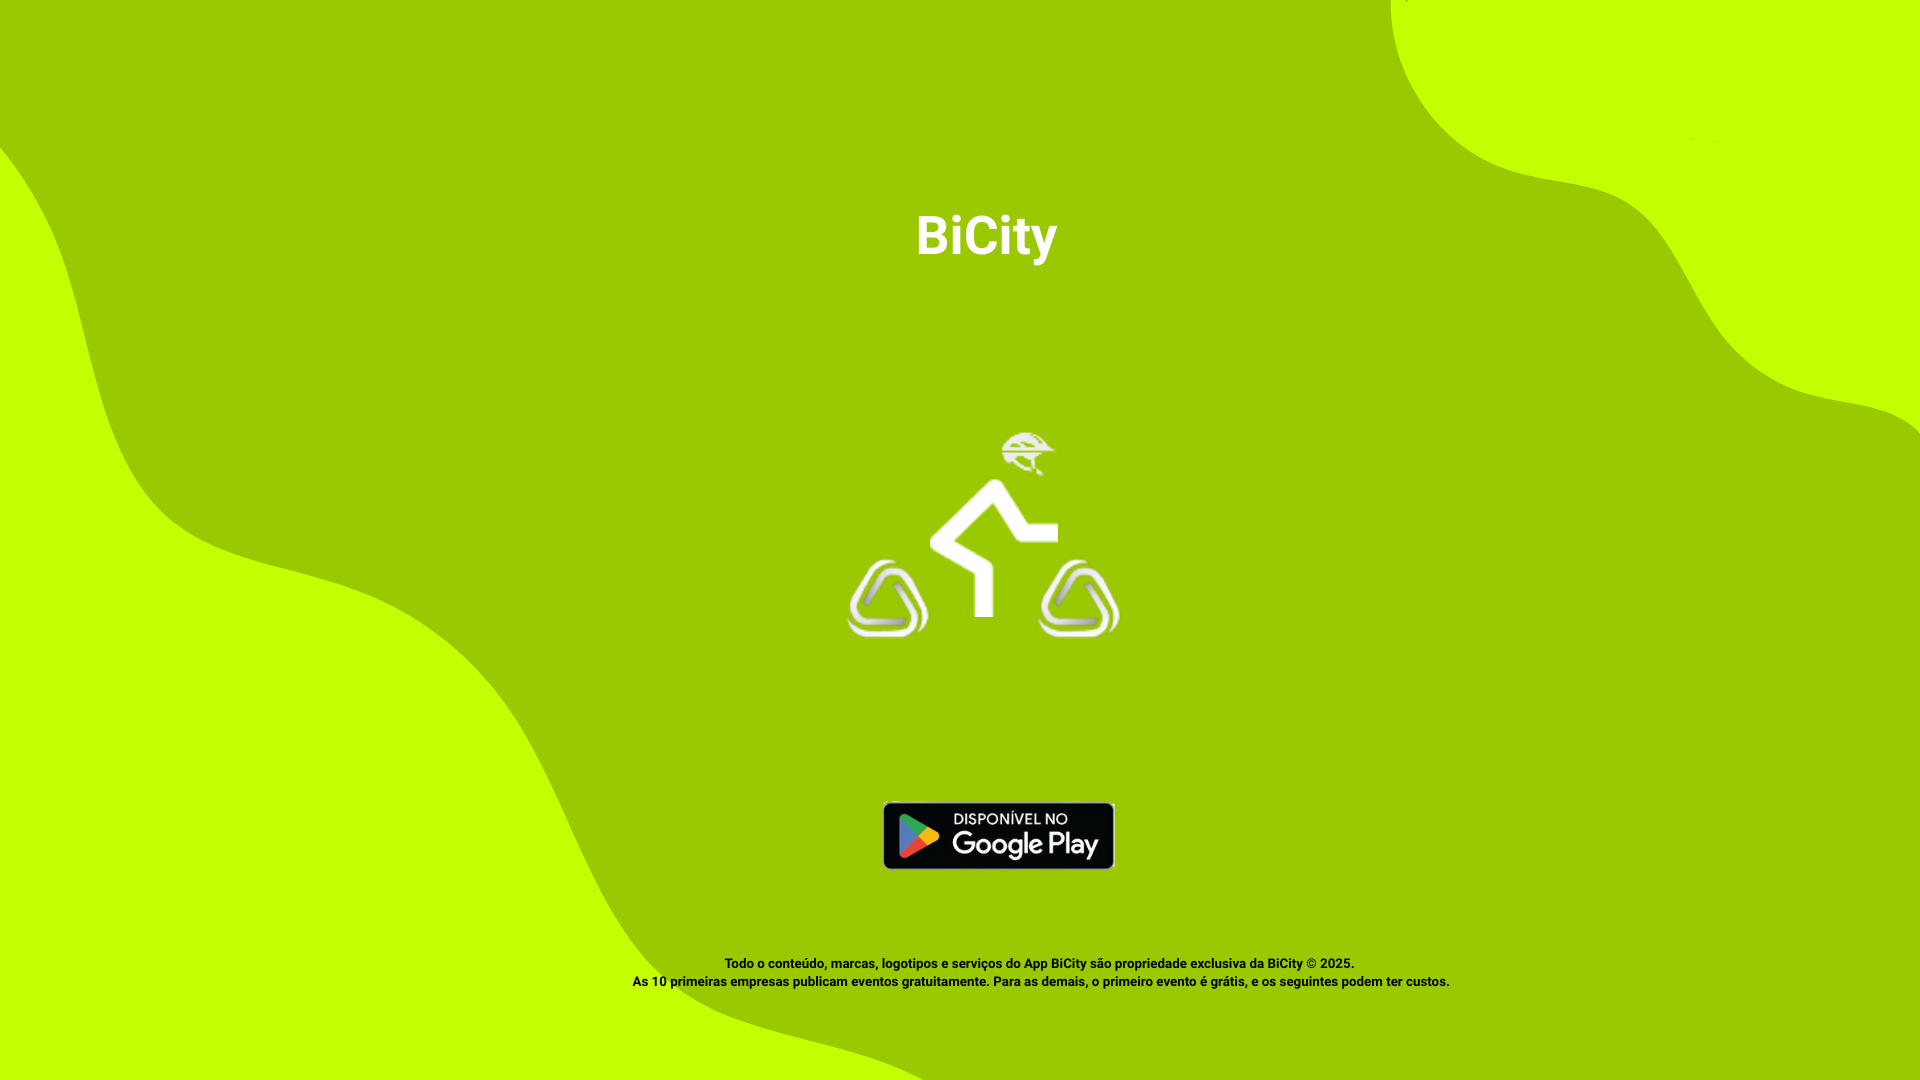 BiCity
DISPONÍVEL NO
Google Play
Todo o conteúdo, marcas, logotipos e serviços do App BiCity são propriedade exclusiva da BiCity © 2025.
As 10 primeiras empresas publicam eventos gratuitamente. Para as demais, o primeiro evento é grátis, e os seguintes podem ter custos.